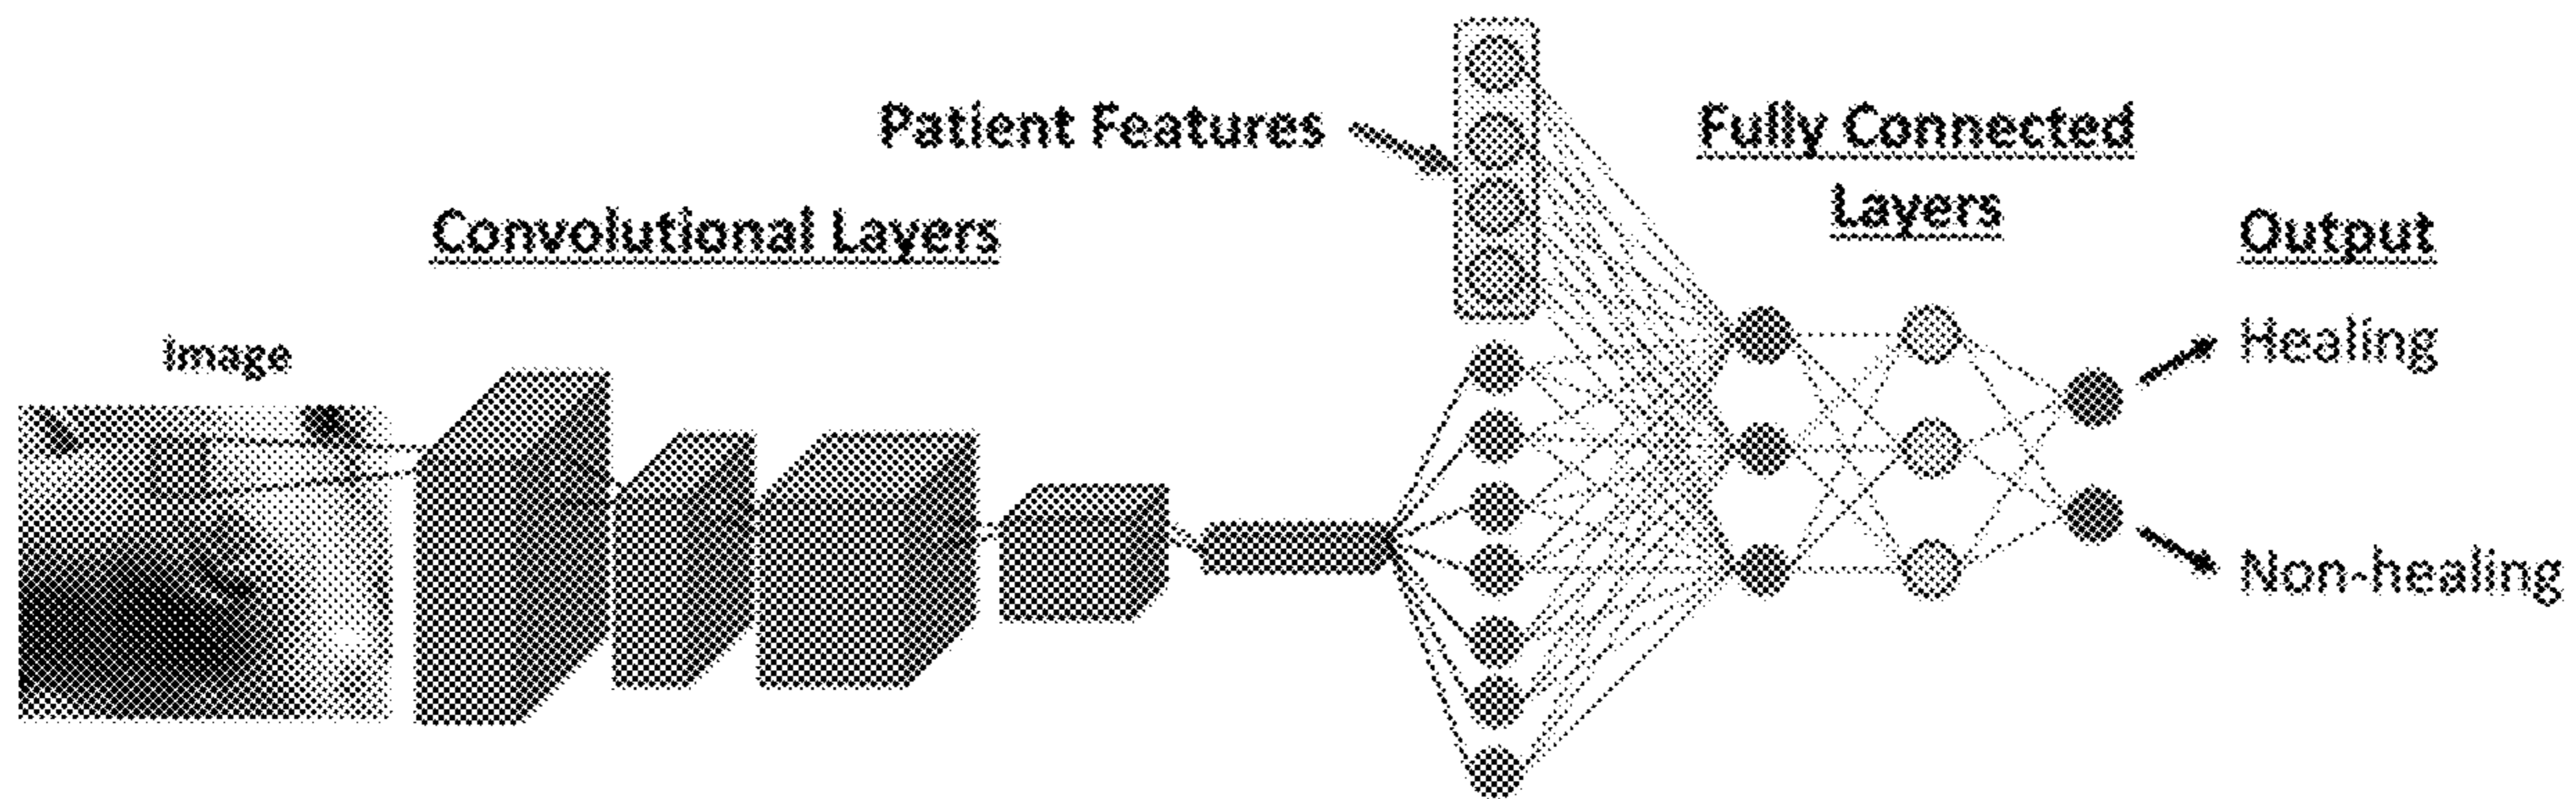 Patient Features
Fully Connected
Layers
Convolutional Layers
Output
Image
Healing
Non-healing